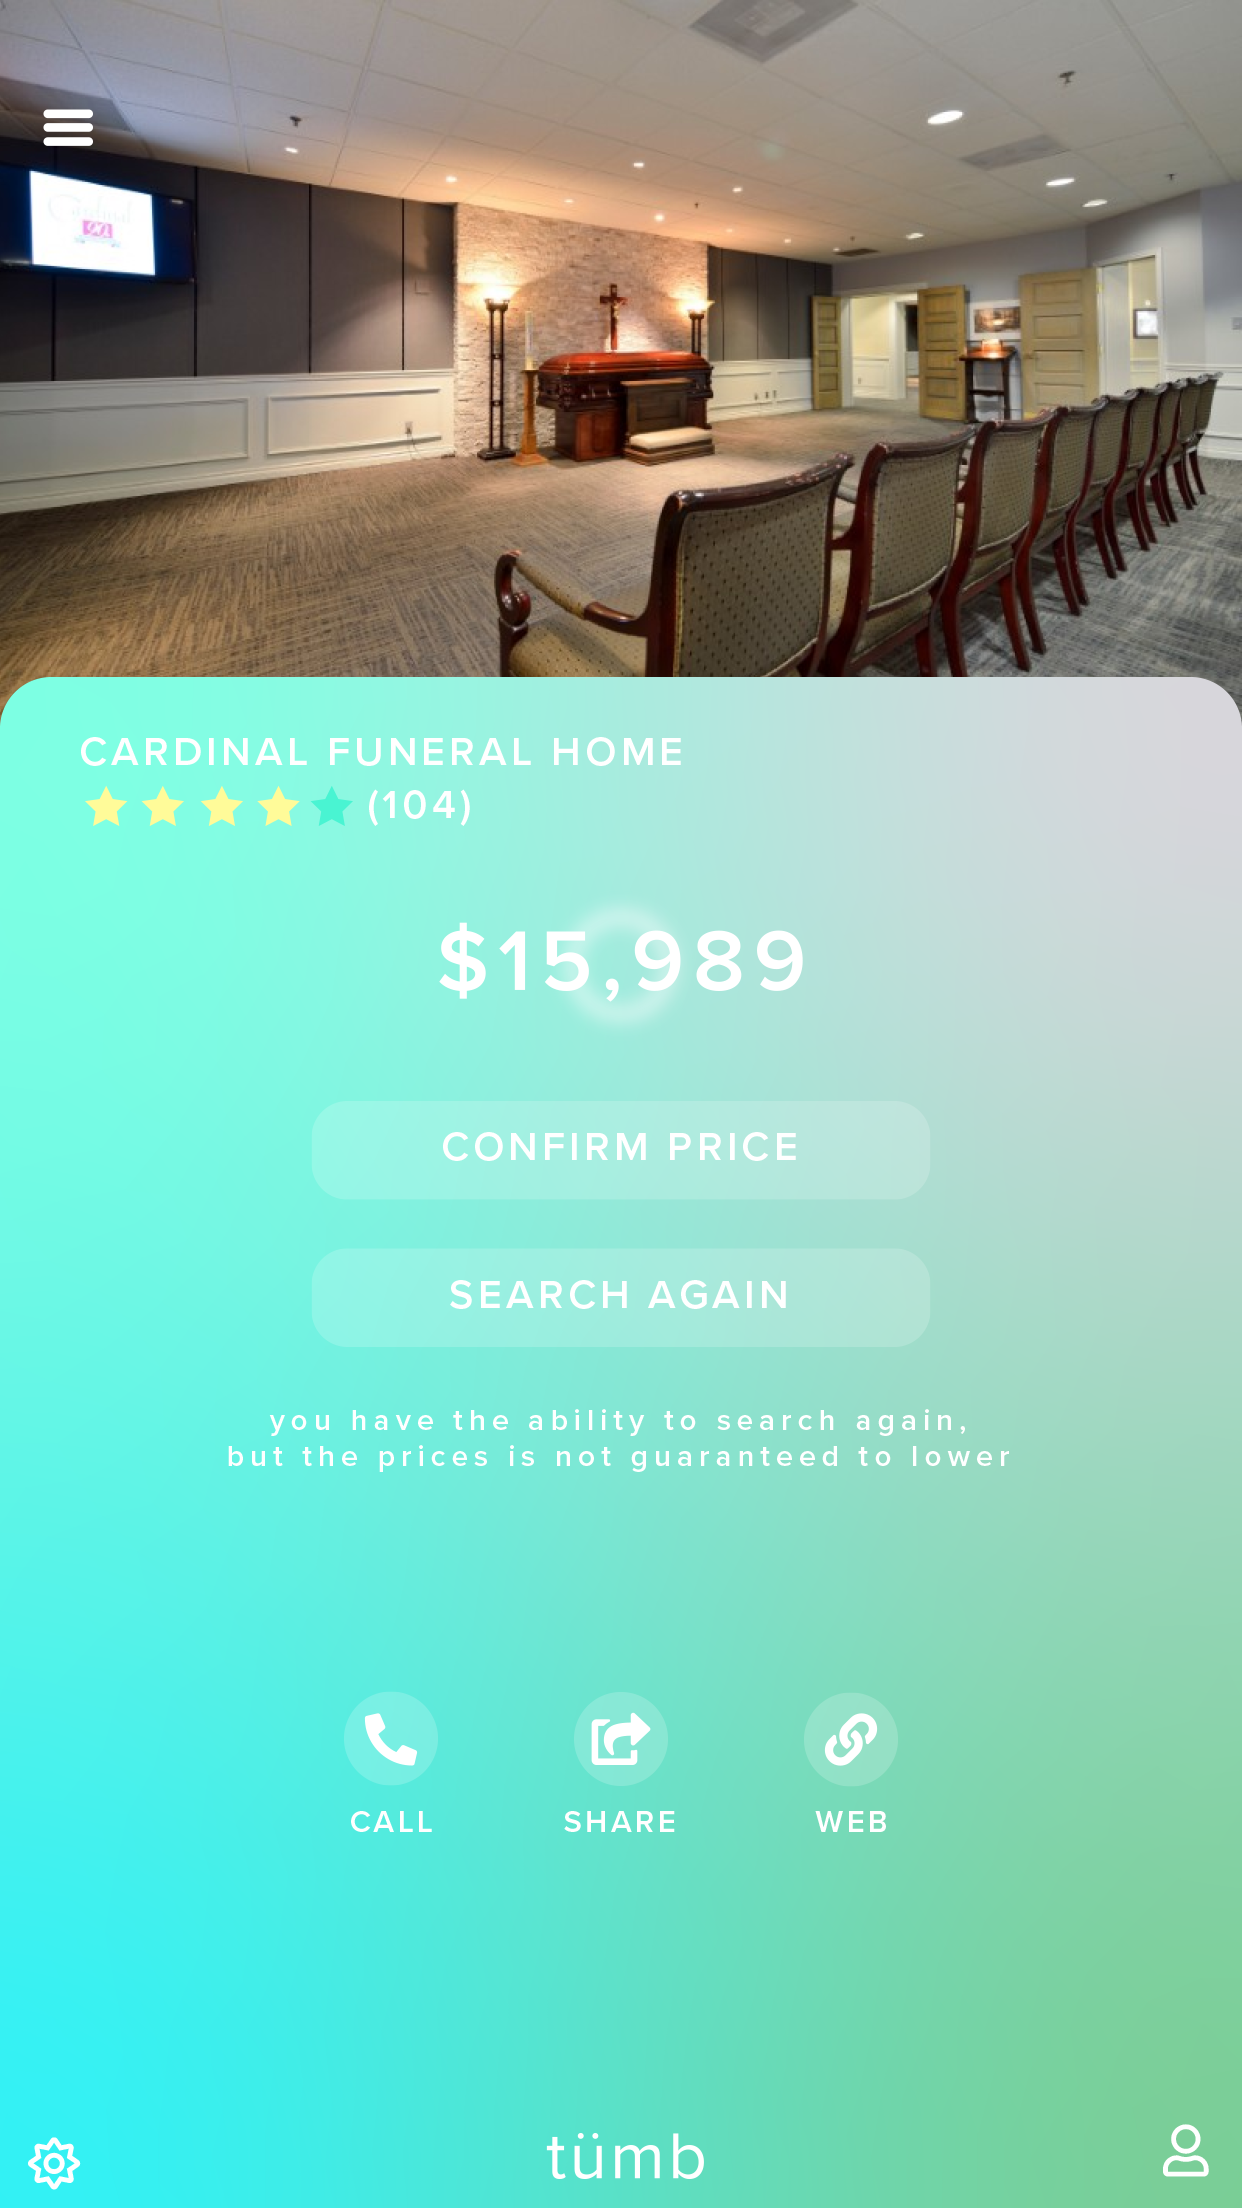 Cardinal
90
CARDINAL FUNERAL HOME
(104)
$15,989
CONFIRM PRICE
SEARCH AGAIN
you have the ability to search again,
but the prices is not guaranteed to lower
CALL
SHARE
WEB
tümb